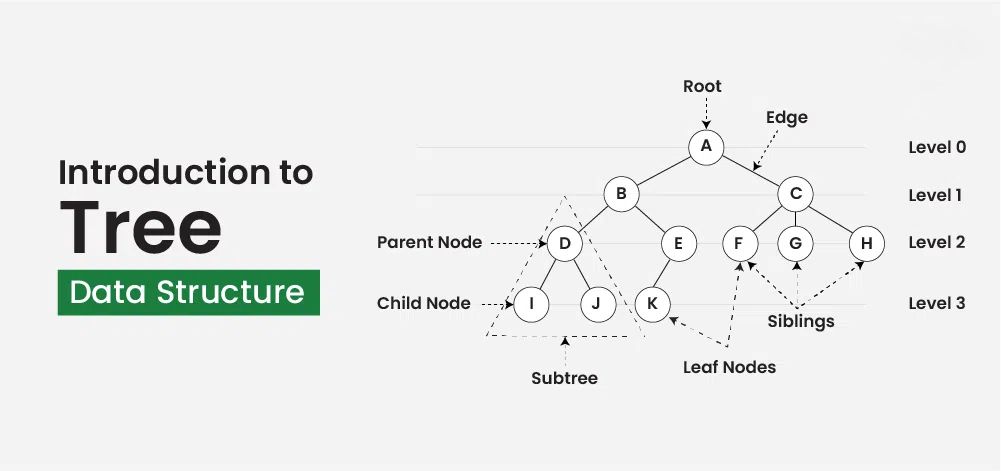 Introduction to
Tree
Data Structure
Root
Edge
A
Level 0
B
C
Level 1
Parent Node
D
E
F
G
H
Level 2
Child Node
I
J
K
Level 3
Siblings
Leaf Nodes
Subtree